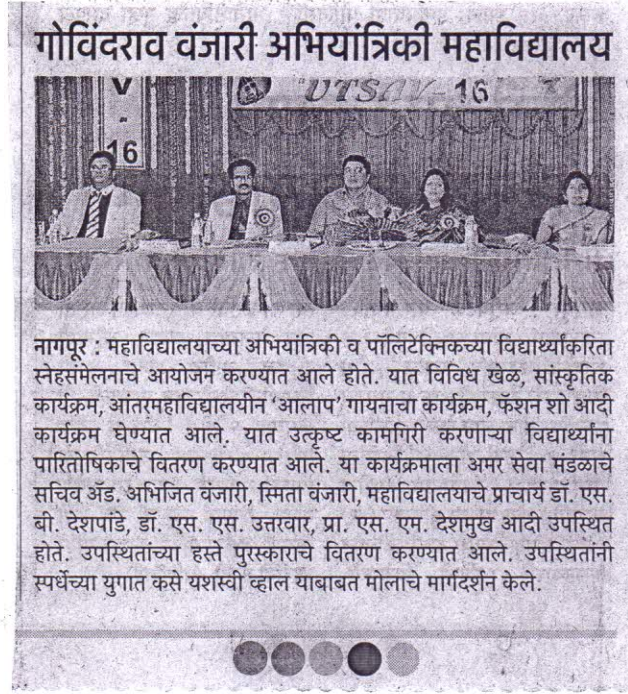 गोविंदराव वंजारी अभियांत्रिकी महाविद्यालय
V
-
16
UTSAV-16
नागपूर : महाविद्यालयाच्या अभियांत्रिकी व पॉलिटेक्निकच्या विद्यार्थ्यांकरिता
स्नेहसंमेलनाचे आयोजन करण्यात आले होते. यात विविध खेळ, सांस्कृतिक
कार्यक्रम, आंतरमहाविद्यालयीन ‘आलाप’ गायनाचा कार्यक्रम, फॅशन शो आदी
कार्यक्रम घेण्यात आले. यात उत्कृष्ट कामगिरी करणाऱ्या विद्यार्थ्यांना
पारितोषिकाचे वितरण करण्यात आले. या कार्यक्रमाला अमर सेवा मंडळाचे
सचिव अ‍ॅड. अभिजित वंजारी, स्मिता वंजारी, महाविद्यालयाचे प्राचार्य डॉ. एस.
बी. देशपांडे, डॉ. एस. एस. उत्तरवार, प्रा. एस. एम. देशमुख आदी उपस्थित
होते. उपस्थितांच्या हस्ते पुरस्काराचे वितरण करण्यात आले. उपस्थितांनी
स्पर्धेच्या युगात कसे यशस्वी व्हाल याबाबत मोलाचे मार्गदर्शन केले.